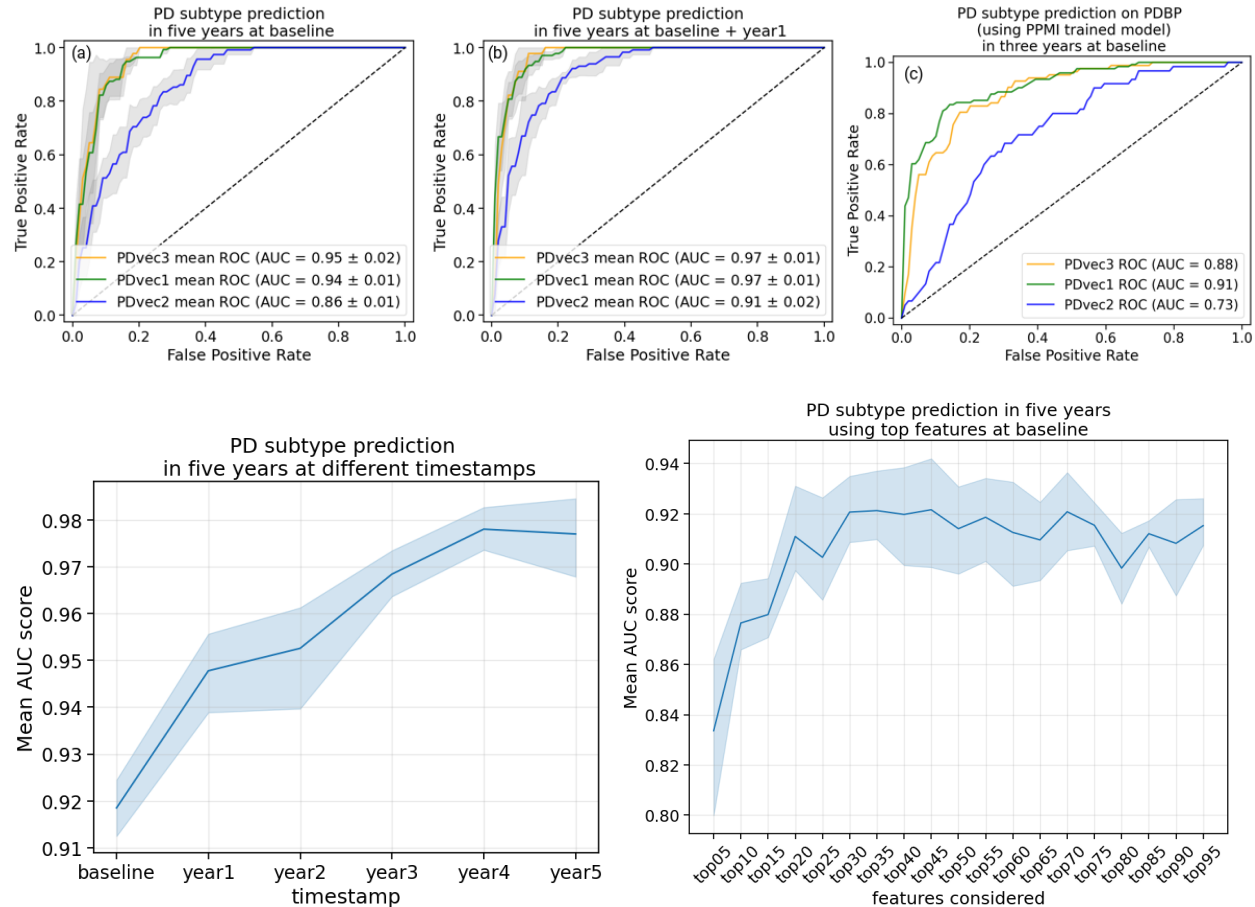 PD subtype prediction
in five years at baseline
(a)
1.0
0.8
0.6
0.4
0.2
0.0
True Positive Rate
PDvec3 mean ROC (AUC = 0.95 ± 0.02)
PDvec1 mean ROC (AUC = 0.94 ± 0.01)
PDvec2 mean ROC (AUC = 0.86 ± 0.01)
0.0 0.2 0.4 0.6 0.8 1.0
False Positive Rate
PD subtype prediction
in five years at baseline + year1
(b)
1.0
0.8
0.6
0.4
0.2
0.0
True Positive Rate
PDvec3 mean ROC (AUC = 0.97 ± 0.01)
PDvec1 mean ROC (AUC = 0.97 ± 0.01)
PDvec2 mean ROC (AUC = 0.91 ± 0.02)
0.0 0.2 0.4 0.6 0.8 1.0
False Positive Rate
PD subtype prediction on PDBP
(using PPMI trained model)
in three years at baseline
(c)
1.0
0.8
0.6
0.4
0.2
0.0
True Positive Rate
PDvec3 ROC (AUC = 0.88)
PDvec1 ROC (AUC = 0.91)
PDvec2 ROC (AUC = 0.73)
0.0 0.2 0.4 0.6 0.8 1.0
False Positive Rate
PD subtype prediction
in five years at different timestamps
0.98
0.97
0.96
0.95
0.94
0.93
0.92
0.91
Mean AUC score
baseline year1 year2 year3 year4 year5
timestamp
PD subtype prediction in five years
using top features at baseline
0.94
0.92
0.90
0.88
0.86
0.84
0.82
0.80
Mean AUC score
top05 top10 top15 top20 top25 top30 top35 top40 top45 top50 top55 top60 top65 top70 top75 top80 top85 top90 top95
features considered